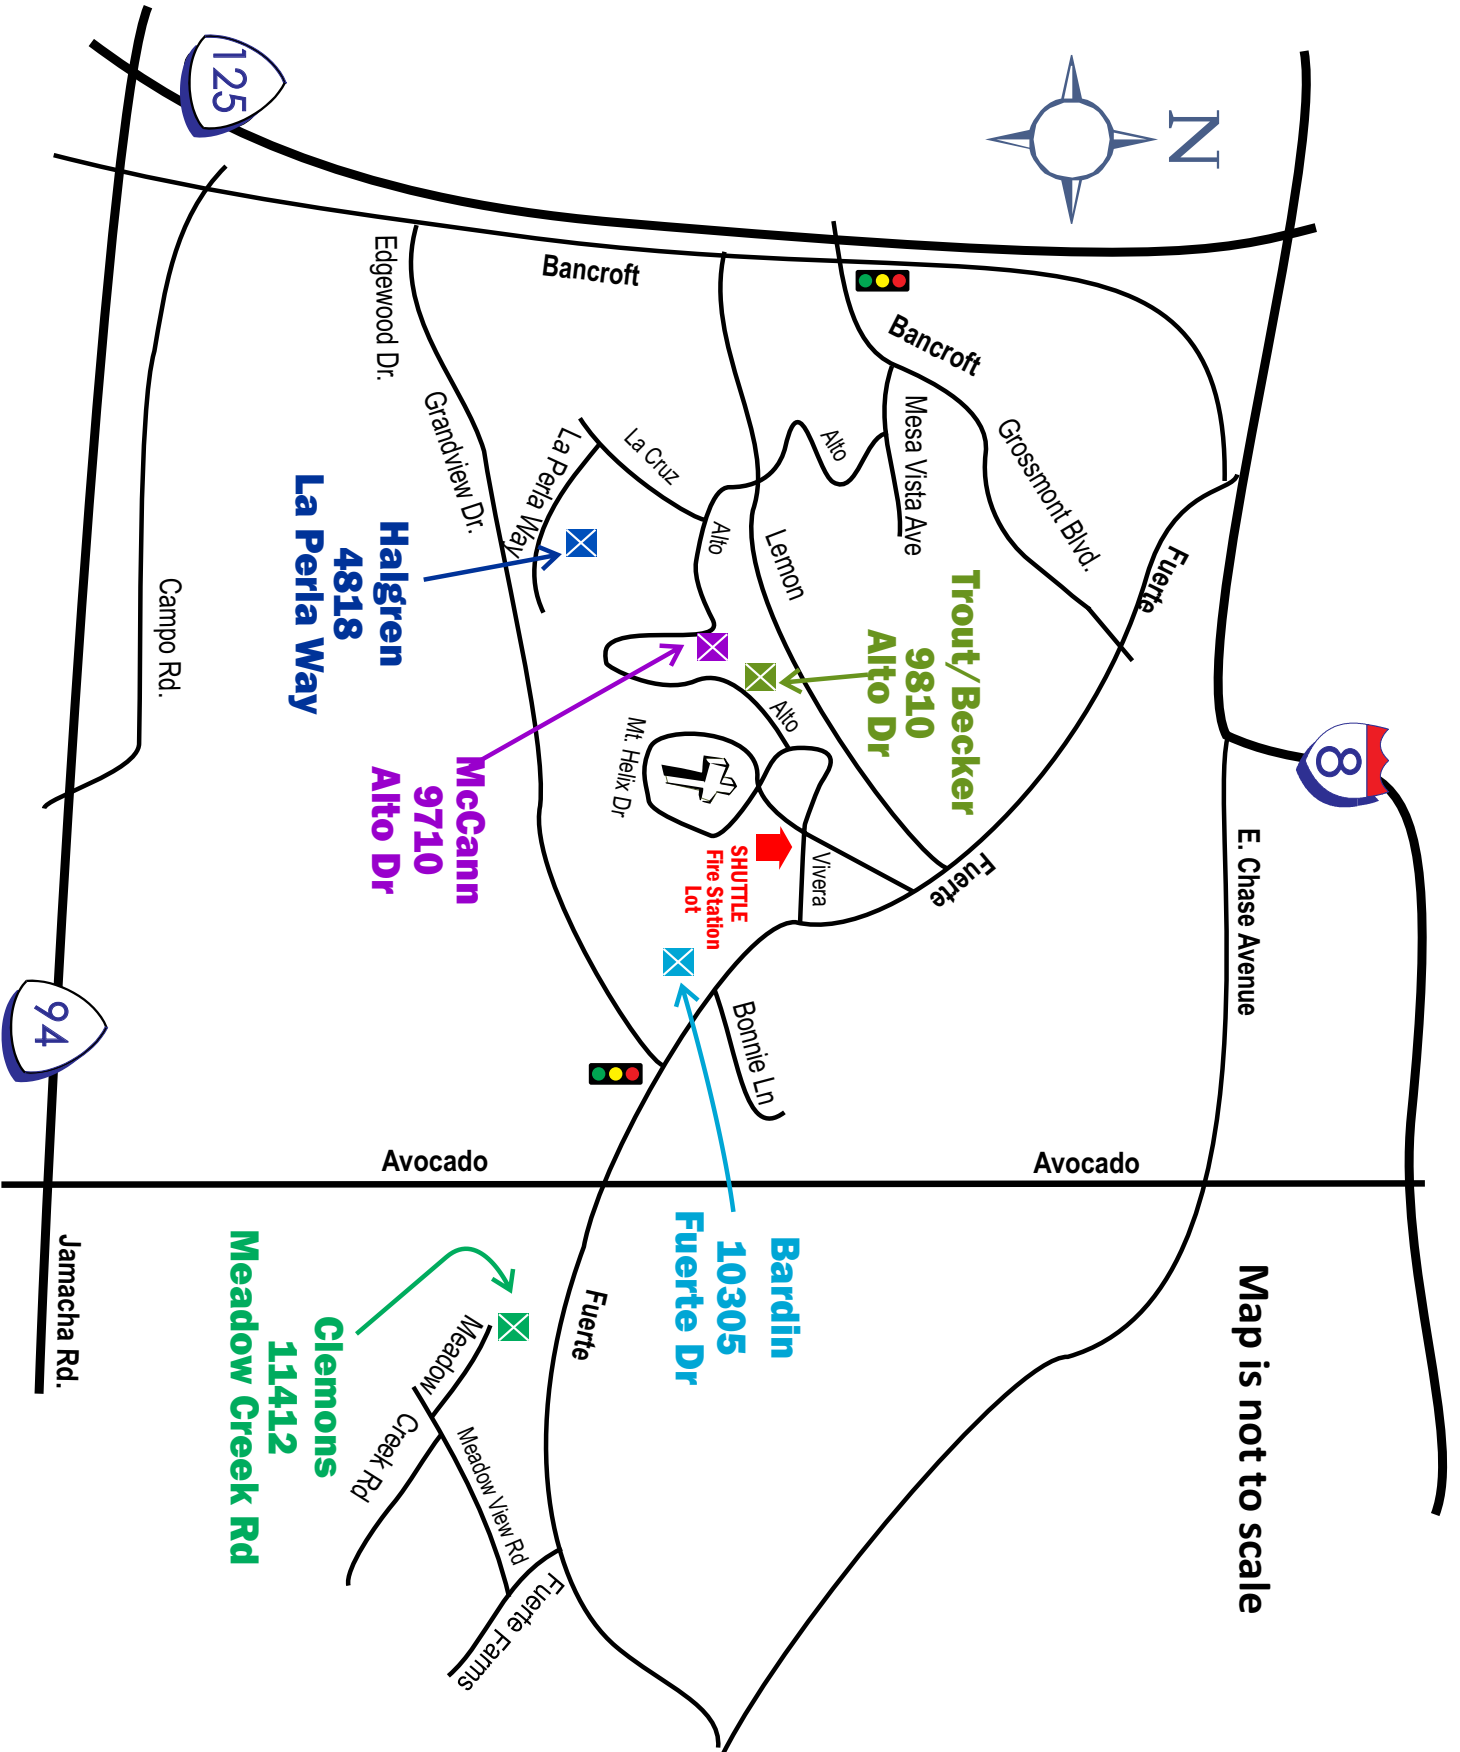 N
8
Map is not to scale
E. Chase Avenue
Avocado
Fuerte
Grossmont Blvd.
Bancroft
Mesa Vista Ave
Alto
Trout/Becker
9810
Alto Dr
Fuerte
Lemon
Vivera
Alto
Alto
SHUTTLE
Fire Station
Lot
Bonnie Ln
Bardin
10305
Fuerte Dr
La Cruz
Mt. Helix Dr
Bancroft
La Perla Way
Fuerte
Grandview Dr.
Edgewood Dr.
Avocado
McCann
9710
Alto Dr
Halgren
4818
La Perla Way
Meadow
Creek Rd
Meadow View Rd
Fuerte Farms
Clemons
11412
Meadow Creek Rd
125
Campo Rd.
94
Jamacha Rd.